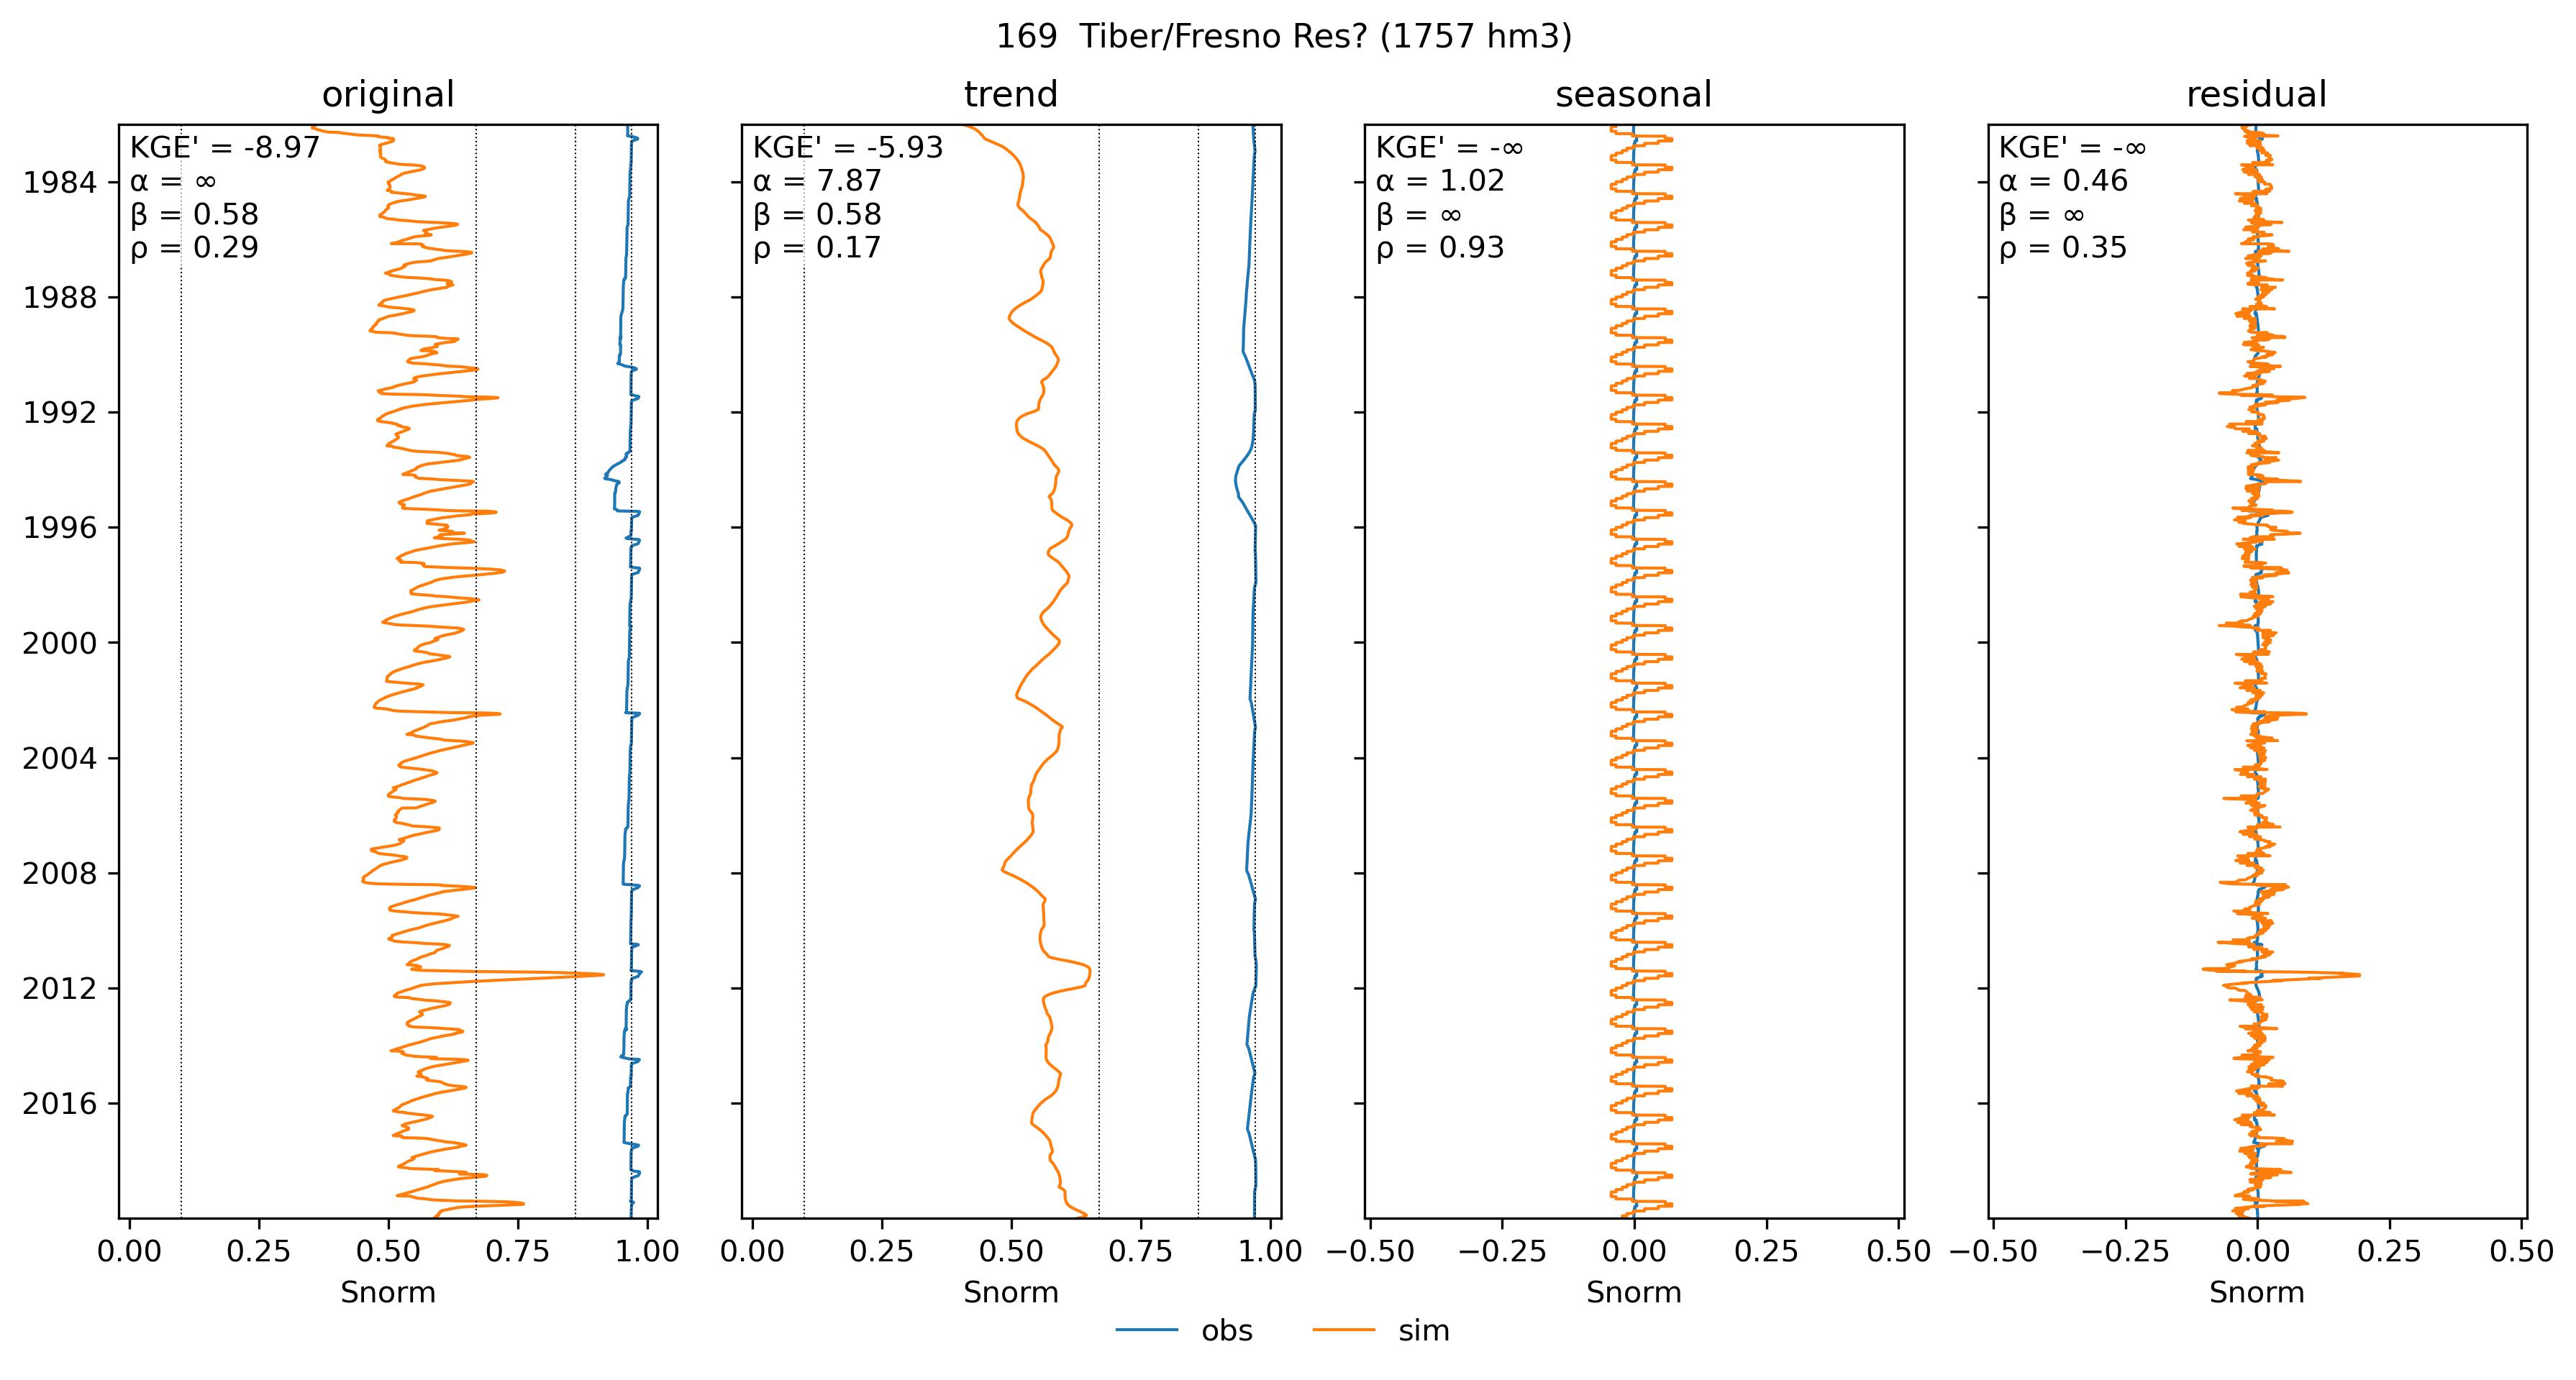 169  Tiber/Fresno Res? (1757 hm3)
original
trend
seasonal
residual
KGE' = -8.97
α = ∞
β = 0.58
ρ = 0.29
KGE' = -5.93
α = 7.87
β = 0.58
ρ = 0.17
KGE' = -∞
α = 1.02
β = ∞
ρ = 0.93
KGE' = -∞
α = 0.46
β = ∞
ρ = 0.35
1984
1988
1992
1996
2000
2004
2008
2012
2016
0.00 0.25 0.50 0.75 1.00
0.00 0.25 0.50 0.75 1.00
−0.50 −0.25 0.00 0.25 0.50
−0.50 −0.25 0.00 0.25 0.50
Snorm
Snorm
Snorm
Snorm
obs
sim